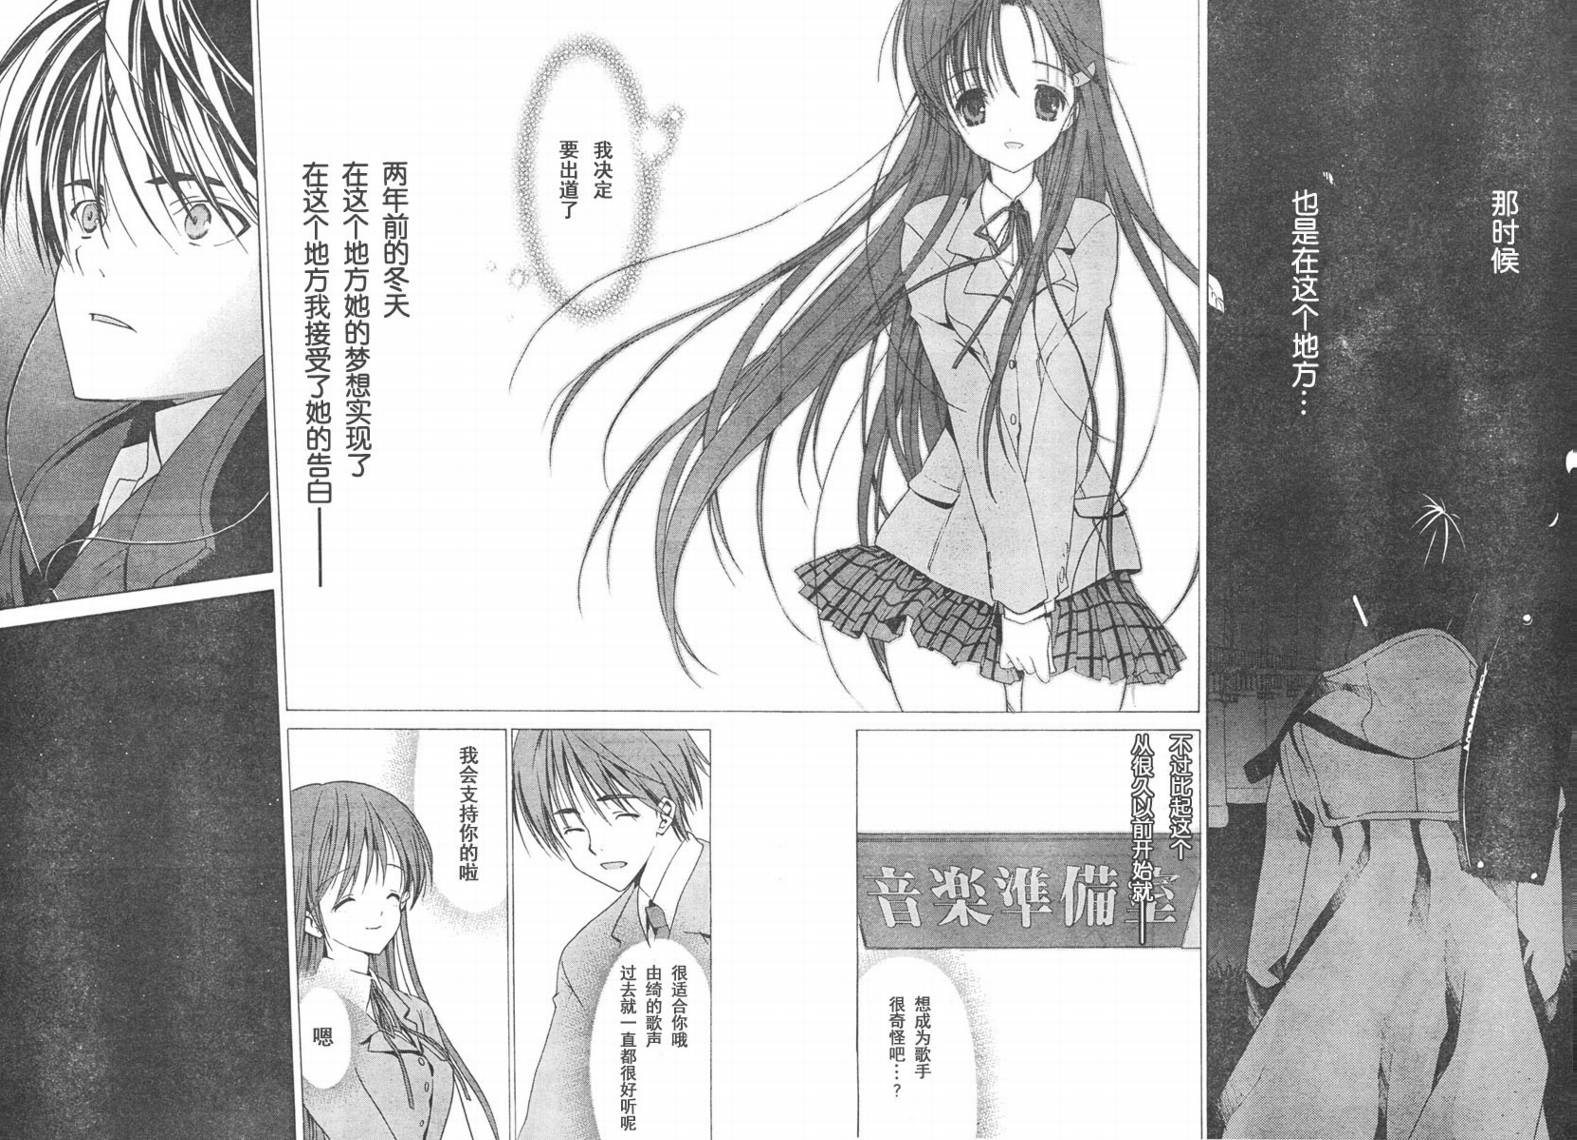 那时候
也是在这个地方…
我决定
要出道了
两年前的冬天
在这个地方她的梦想实现了
在这个地方我接受了她的告白——
不过比起这个
从很久以前开始就——
音楽準備室
想成为歌手
很奇怪吧…?
很适合你哦
由绮的歌声
过去就一直都很好听呢
我会支持你的啦
嗯